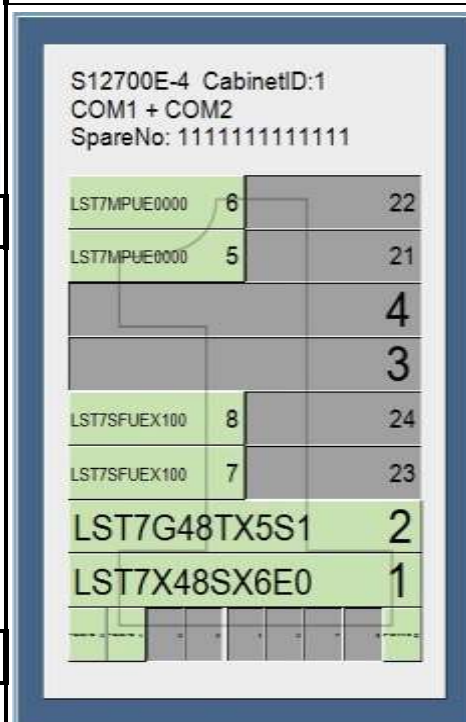 S12700E-4 CabinetID:1
COM1 + COM2
SpareNo: 1111111111111
LST7MPUE0000 6 22
LST7MPUE0000 5 21
4
3
LST7SFUEX100 8 24
LST7SFUEX100 7 23
LST7G48TX5S1 2
LST7X48SX6E0 1